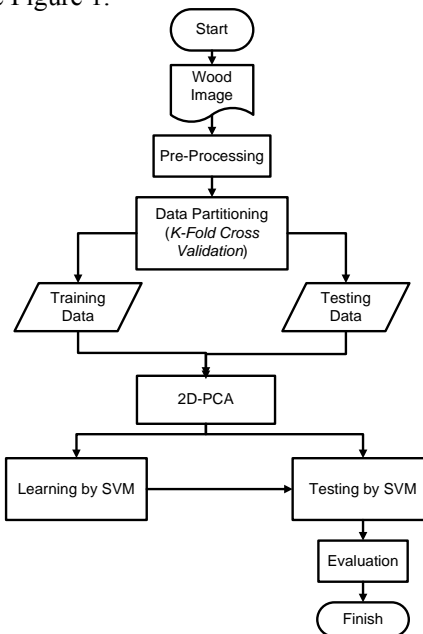 e Figure 1.
Start
Wood
Image
Pre-Processing
Data Partitioning
(K-Fold Cross
Validation)
Training
Data
Testing
Data
2D-PCA
Learning by SVM
Testing by SVM
Evaluation
Finish